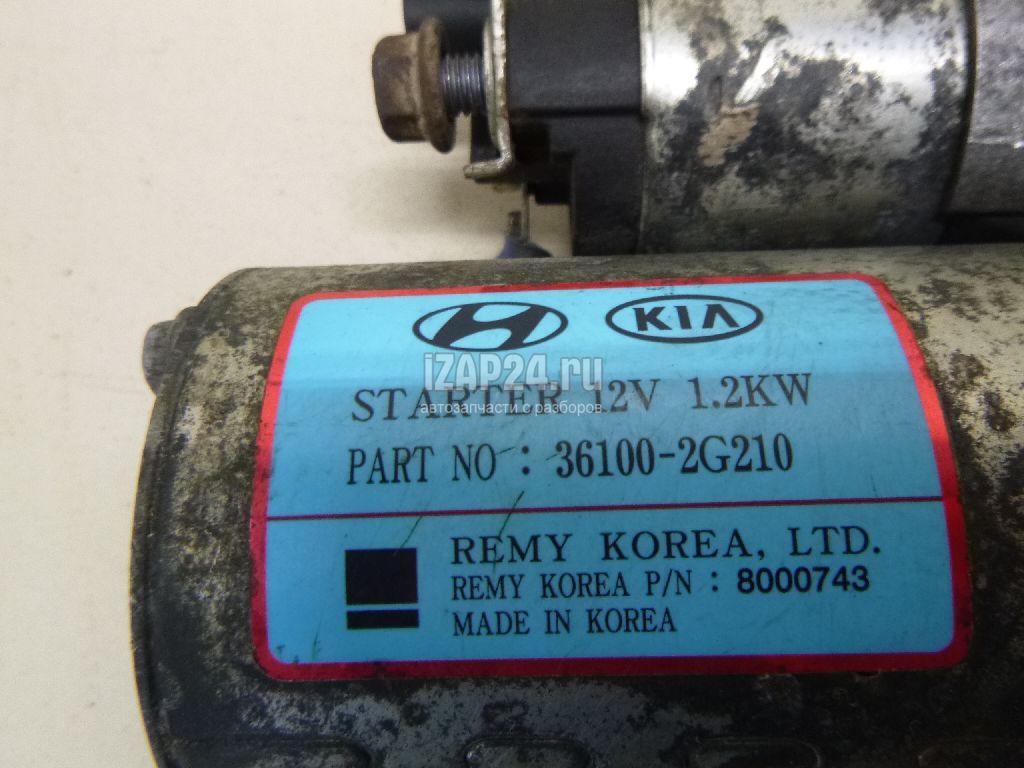 KIA
iZAP24.ru
STARTER 12V 1.2KW
автозапчасти с разборов
PART NO : 36100-2G210
REMY KOREA, LTD.
REMY KOREA P/N : 8000743
MADE IN KOREA